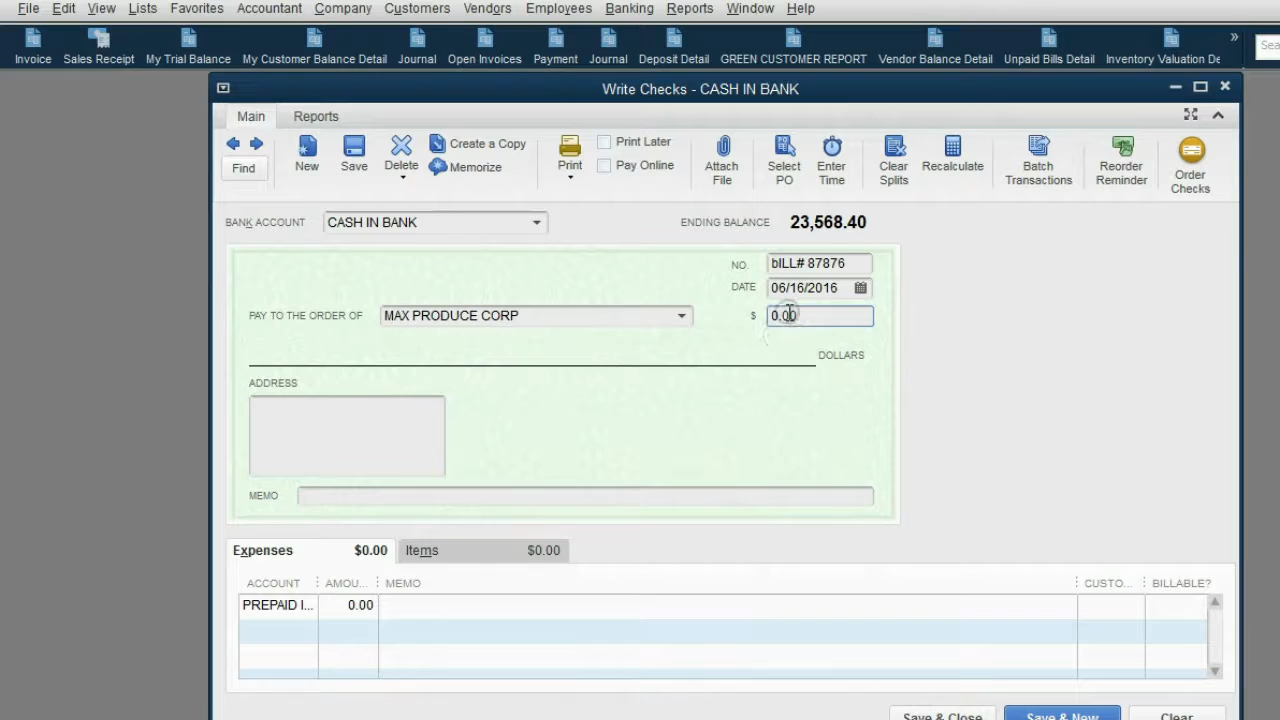 File Edit View Lists Favorites Accountant Company Customers Vendors Employees Banking Reports Window Help
Invoice Sales Receipt My Trial Balance My Customer Balance Detail Journal Open Invoices Payment Journal Deposit Detail GREEN CUSTOMER REPORT Vendor Balance Detail Unpaid Bills Detail Inventory Valuation De
» Sea
Write Checks - CASH IN BANK
Main Reports
New Save Delete Create a Copy Memorize Print Print Later Pay Online Attach File Select PO Enter Time Clear Splits Recalculate Batch Transactions Reorder Reminder Order Checks
Find
BANK ACCOUNT CASH IN BANK ENDING BALANCE 23,568.40
NO. bILL# 87876
DATE 06/16/2016
PAY TO THE ORDER OF MAX PRODUCE CORP $ 0.00
DOLLARS
ADDRESS
MEMO
Expenses $0.00 Items $0.00
ACCOUNT AMOU... MEMO CUSTO... BILLABLE?
PREPAID I... 0.00
Save & Close Save & New Clear